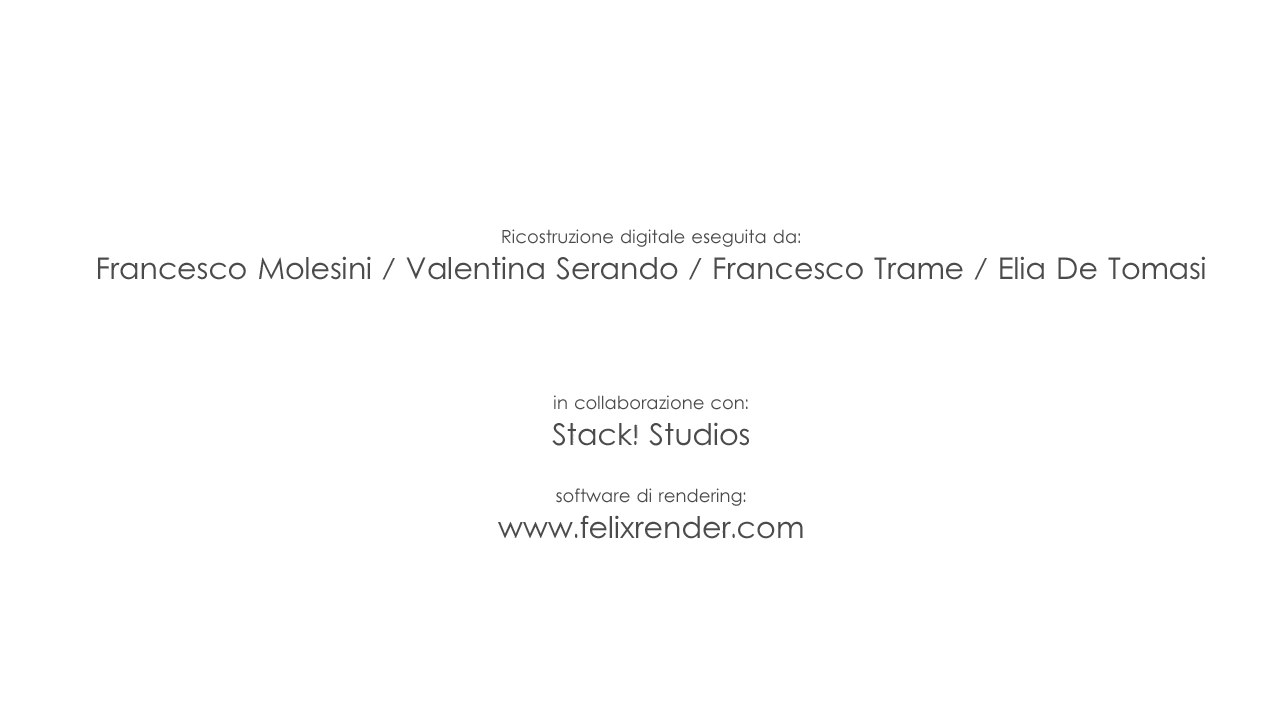 Ricostruzione digitale eseguita da:
Francesco Molesini / Valentina Serando / Francesco Trame / Elia De Tomasi
in collaborazione con:
Stack! Studios
software di rendering:
www.felixrender.com